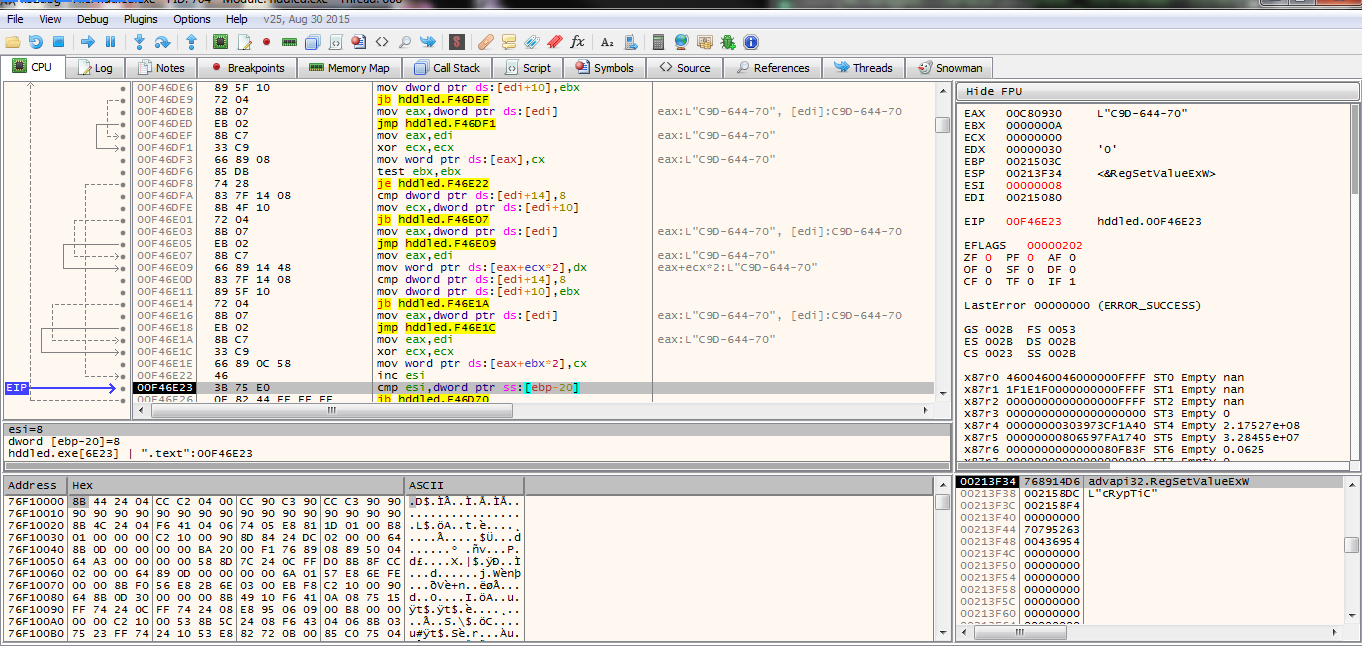 File View Debug Plugins Options Help v25, Aug 30 2015
CPU Log Notes Breakpoints Memory Map Call Stack Script Symbols Source References Threads Snowman
00F46DE6 89 5F 10 mov dword ptr ds:[edi+10],ebx
00F46DE9 72 04 jb hddled.F46DEF
00F46DEB 8B 07 mov eax,dword ptr ds:[edi] eax:L"C9D-644-70", [edi]:C9D-644-70
00F46DED EB 02 jmp hddled.F46DF1
00F46DEF 8B C7 mov eax,edi eax:L"C9D-644-70"
00F46DF1 33 C9 xor ecx,ecx
00F46DF3 66 89 08 mov word ptr ds:[eax],cx eax:L"C9D-644-70"
00F46DF6 85 DB test ebx,ebx
00F46DF8 74 28 je hddled.F46E22
00F46DFA 83 7F 14 08 cmp dword ptr ds:[edi+14],8
00F46DFE 8B 4F 10 mov ecx,dword ptr ds:[edi+10]
00F46E01 72 04 jb hddled.F46E07
00F46E03 8B 07 mov eax,dword ptr ds:[edi] eax:L"C9D-644-70", [edi]:C9D-644-70
00F46E05 EB 02 jmp hddled.F46E09
00F46E07 8B C7 mov eax,edi eax:L"C9D-644-70"
00F46E09 66 89 14 48 mov word ptr ds:[eax+ecx*2],dx eax+ecx*2:L"C9D-644-70"
00F46E0D 83 7F 14 08 cmp dword ptr ds:[edi+14],8
00F46E11 89 5F 10 mov dword ptr ds:[edi+10],ebx
00F46E14 72 04 jb hddled.F46E1A
00F46E16 8B 07 mov eax,dword ptr ds:[edi] eax:L"C9D-644-70", [edi]:C9D-644-70
00F46E18 EB 02 jmp hddled.F46E1C
00F46E1A 8B C7 mov eax,edi eax:L"C9D-644-70"
00F46E1C 33 C9 xor ecx,ecx
00F46E1E 66 89 0C 58 mov word ptr ds:[eax+ebx*2],cx
00F46E22 46 inc esi
EIP 00F46E23 3B 75 E0 cmp esi,dword ptr ss:[ebp-20]
00F46E26 0F 82 44 FF FF FF jb hddled.F46D70
esi=8
dword [ebp-20]=8
hddled.exe[6E23] | ".text":00F46E23
Hide FPU
EAX 00C80930 L"C9D-644-70"
EBX 0000000A
ECX 00000000
EDX 00000030 '0'
EBP 0021503C
ESP 00213F34 <&RegSetValueExW>
ESI 00000008
EDI 00215080
EIP 00F46E23 hddled.00F46E23
EFLAGS 00000202
ZF 0 PF 0 AF 0
OF 0 SF 0 DF 0
CF 0 TF 0 IF 1
LastError 00000000 (ERROR_SUCCESS)
GS 002B FS 0053
ES 002B DS 002B
CS 0023 SS 002B
x87r0 4600460046000000FFFF ST0 Empty nan
x87r1 1F1E1F0000000000FFFF ST1 Empty nan
x87r2 0000000000000000FFFF ST2 Empty nan
x87r3 00000000000000000000 ST3 Empty 0
x87r4 00000000303973CF1A40 ST4 Empty 2.17527e+08
x87r5 00000000806597FA1740 ST5 Empty 3.28455e+07
x87r6 0000000000000080FB3F ST6 Empty 0.0625
Address Hex ASCII
76F10000 8B 44 24 04 CC C2 04 00 CC 90 C3 90 CC C3 90 90 .D$.ÌÂ..Ì.Ã.ÌÃ..
76F10010 90 90 90 90 90 90 90 90 90 90 90 90 90 90 90 90 ................
76F10020 8B 4C 24 04 F6 41 04 06 74 05 E8 81 1D 01 00 B8 .L$.öA..t.è....¸
76F10030 01 00 00 00 C2 10 00 90 8D 84 24 DC 02 00 00 64 ....Â.....$Ü...d
76F10040 8B 0D 00 00 00 00 BA 20 00 F1 76 89 08 89 50 04 ......º .ñv...P.
76F10050 64 A3 00 00 00 00 58 8D 7C 24 0C FF D0 8B 8F CC d£....X.|$.ÿÐ..Ì
76F10060 02 00 00 64 89 0D 00 00 00 00 6A 01 57 E8 6E FE ...d......j.Wènþ
76F10070 00 00 8B F0 56 E8 2B 6E 03 00 EB F8 C2 10 00 90 ...ðVè+n..ëøÂ...
76F10080 64 8B 0D 30 00 00 00 8B 49 10 F6 41 0A 08 75 15 d..0....I.öA..u.
76F10090 FF 74 24 0C FF 74 24 08 E8 95 06 09 00 B8 00 00 ÿt$.ÿt$.è....¸..
76F100A0 00 00 C2 10 00 53 8B 5C 24 08 F6 43 04 06 8B 03 ..Â..S.\$.öC....
76F100B0 75 23 FF 74 24 10 53 E8 82 72 0B 00 85 C0 75 04 u#ÿt$.Sè.r...Àu.
00213F34 768914D6 advapi32.RegSetValueExW
00213F38 002158DC L"cRypTiC"
00213F3C 002158F4
00213F40 00000000
00213F44 70795263
00213F48 00436954
00213F4C 00000000
00213F50 00000000
00213F54 00000000
00213F58 00000000
00213F5C 00000000
00213F60 00000000